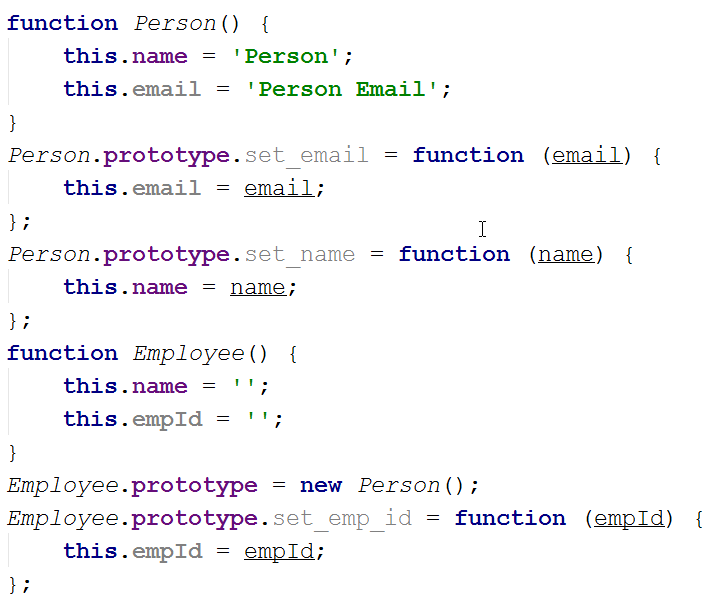 function Person() {
    this.name = 'Person';
    this.email = 'Person Email';
}
Person.prototype.set_email = function (email) {
    this.email = email;
};
Person.prototype.set_name = function (name) {
    this.name = name;
};
function Employee() {
    this.name = '';
    this.empId = '';
}
Employee.prototype = new Person();
Employee.prototype.set_emp_id = function (empId) {
    this.empId = empId;
};